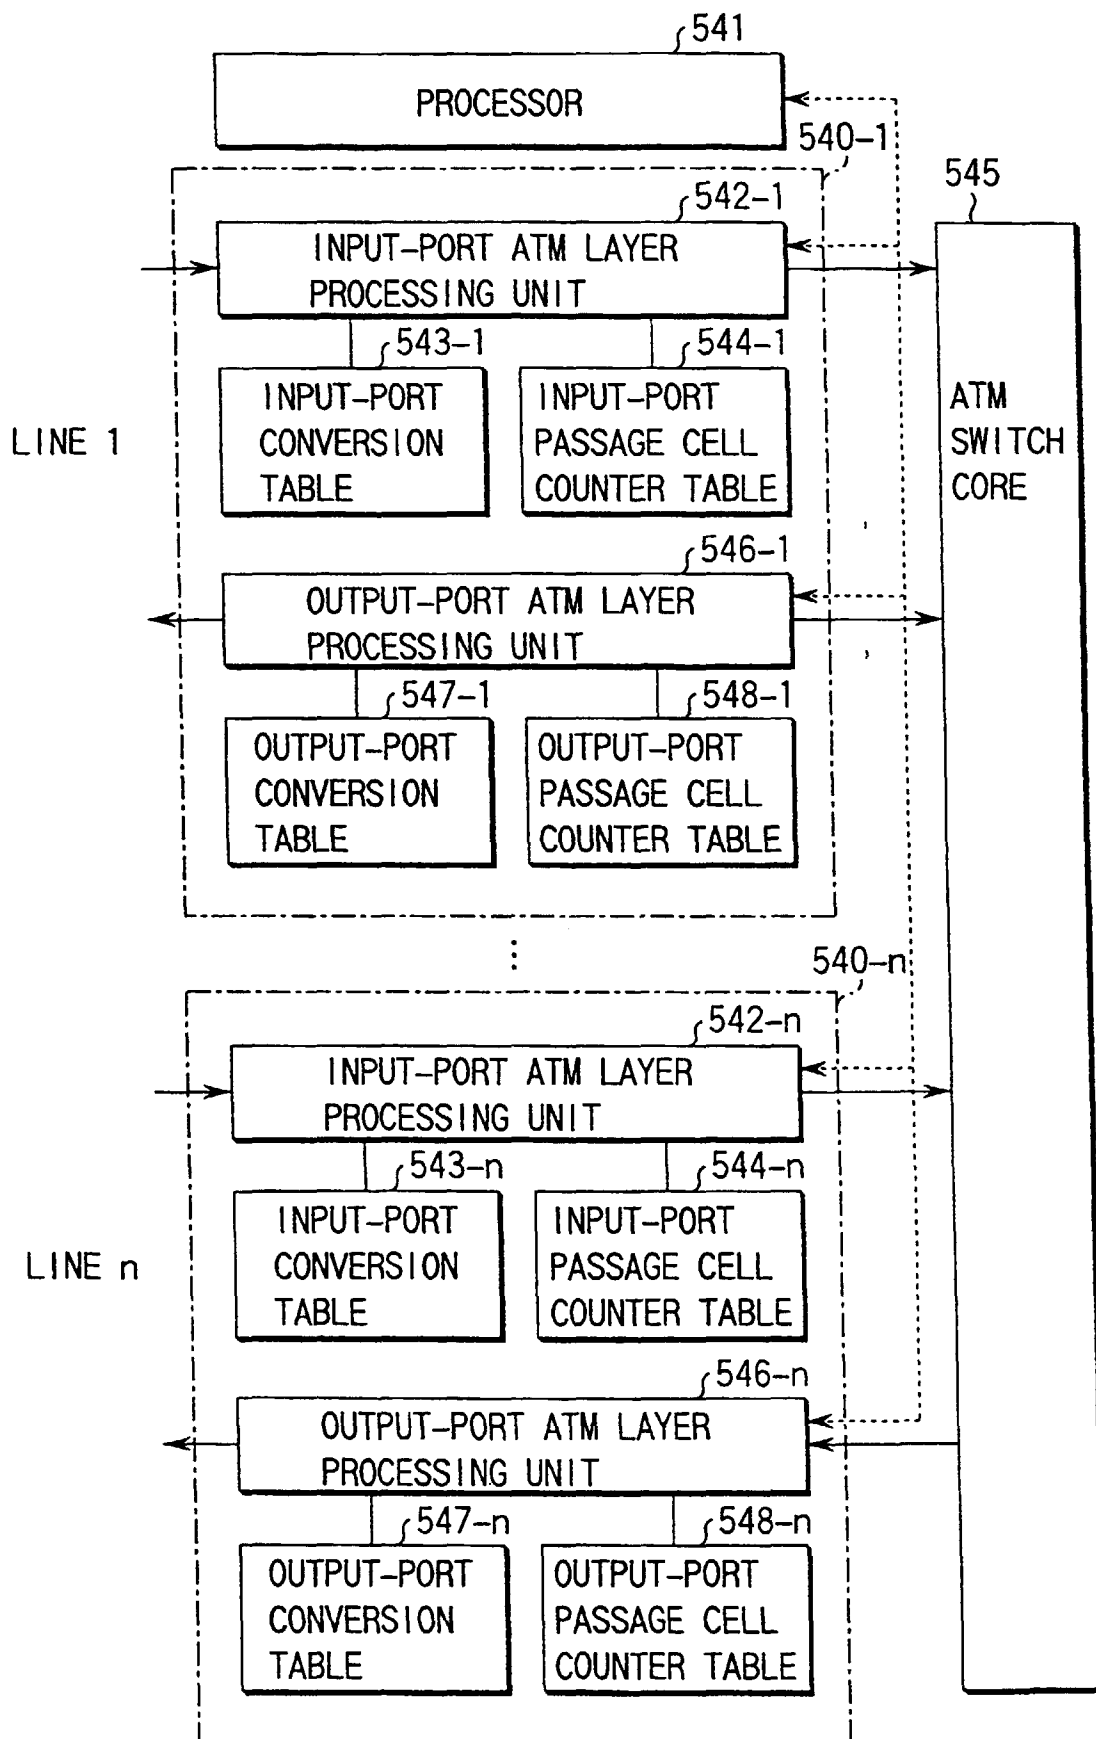 541
PROCESSOR
540-1
545
542-1
INPUT-PORT ATM LAYER
PROCESSING UNIT
543-1
544-1
INPUT-PORT
CONVERSION
TABLE
INPUT-PORT
PASSAGE CELL
COUNTER TABLE
LINE 1
ATM
SWITCH
CORE
546-1
OUTPUT-PORT ATM LAYER
PROCESSING UNIT
547-1
548-1
OUTPUT-PORT
CONVERSION
TABLE
OUTPUT-PORT
PASSAGE CELL
COUNTER TABLE
540-n
542-n
INPUT-PORT ATM LAYER
PROCESSING UNIT
543-n
544-n
INPUT-PORT
CONVERSION
TABLE
INPUT-PORT
PASSAGE CELL
COUNTER TABLE
LINE n
546-n
OUTPUT-PORT ATM LAYER
PROCESSING UNIT
547-n
548-n
OUTPUT-PORT
CONVERSION
TABLE
OUTPUT-PORT
PASSAGE CELL
COUNTER TABLE